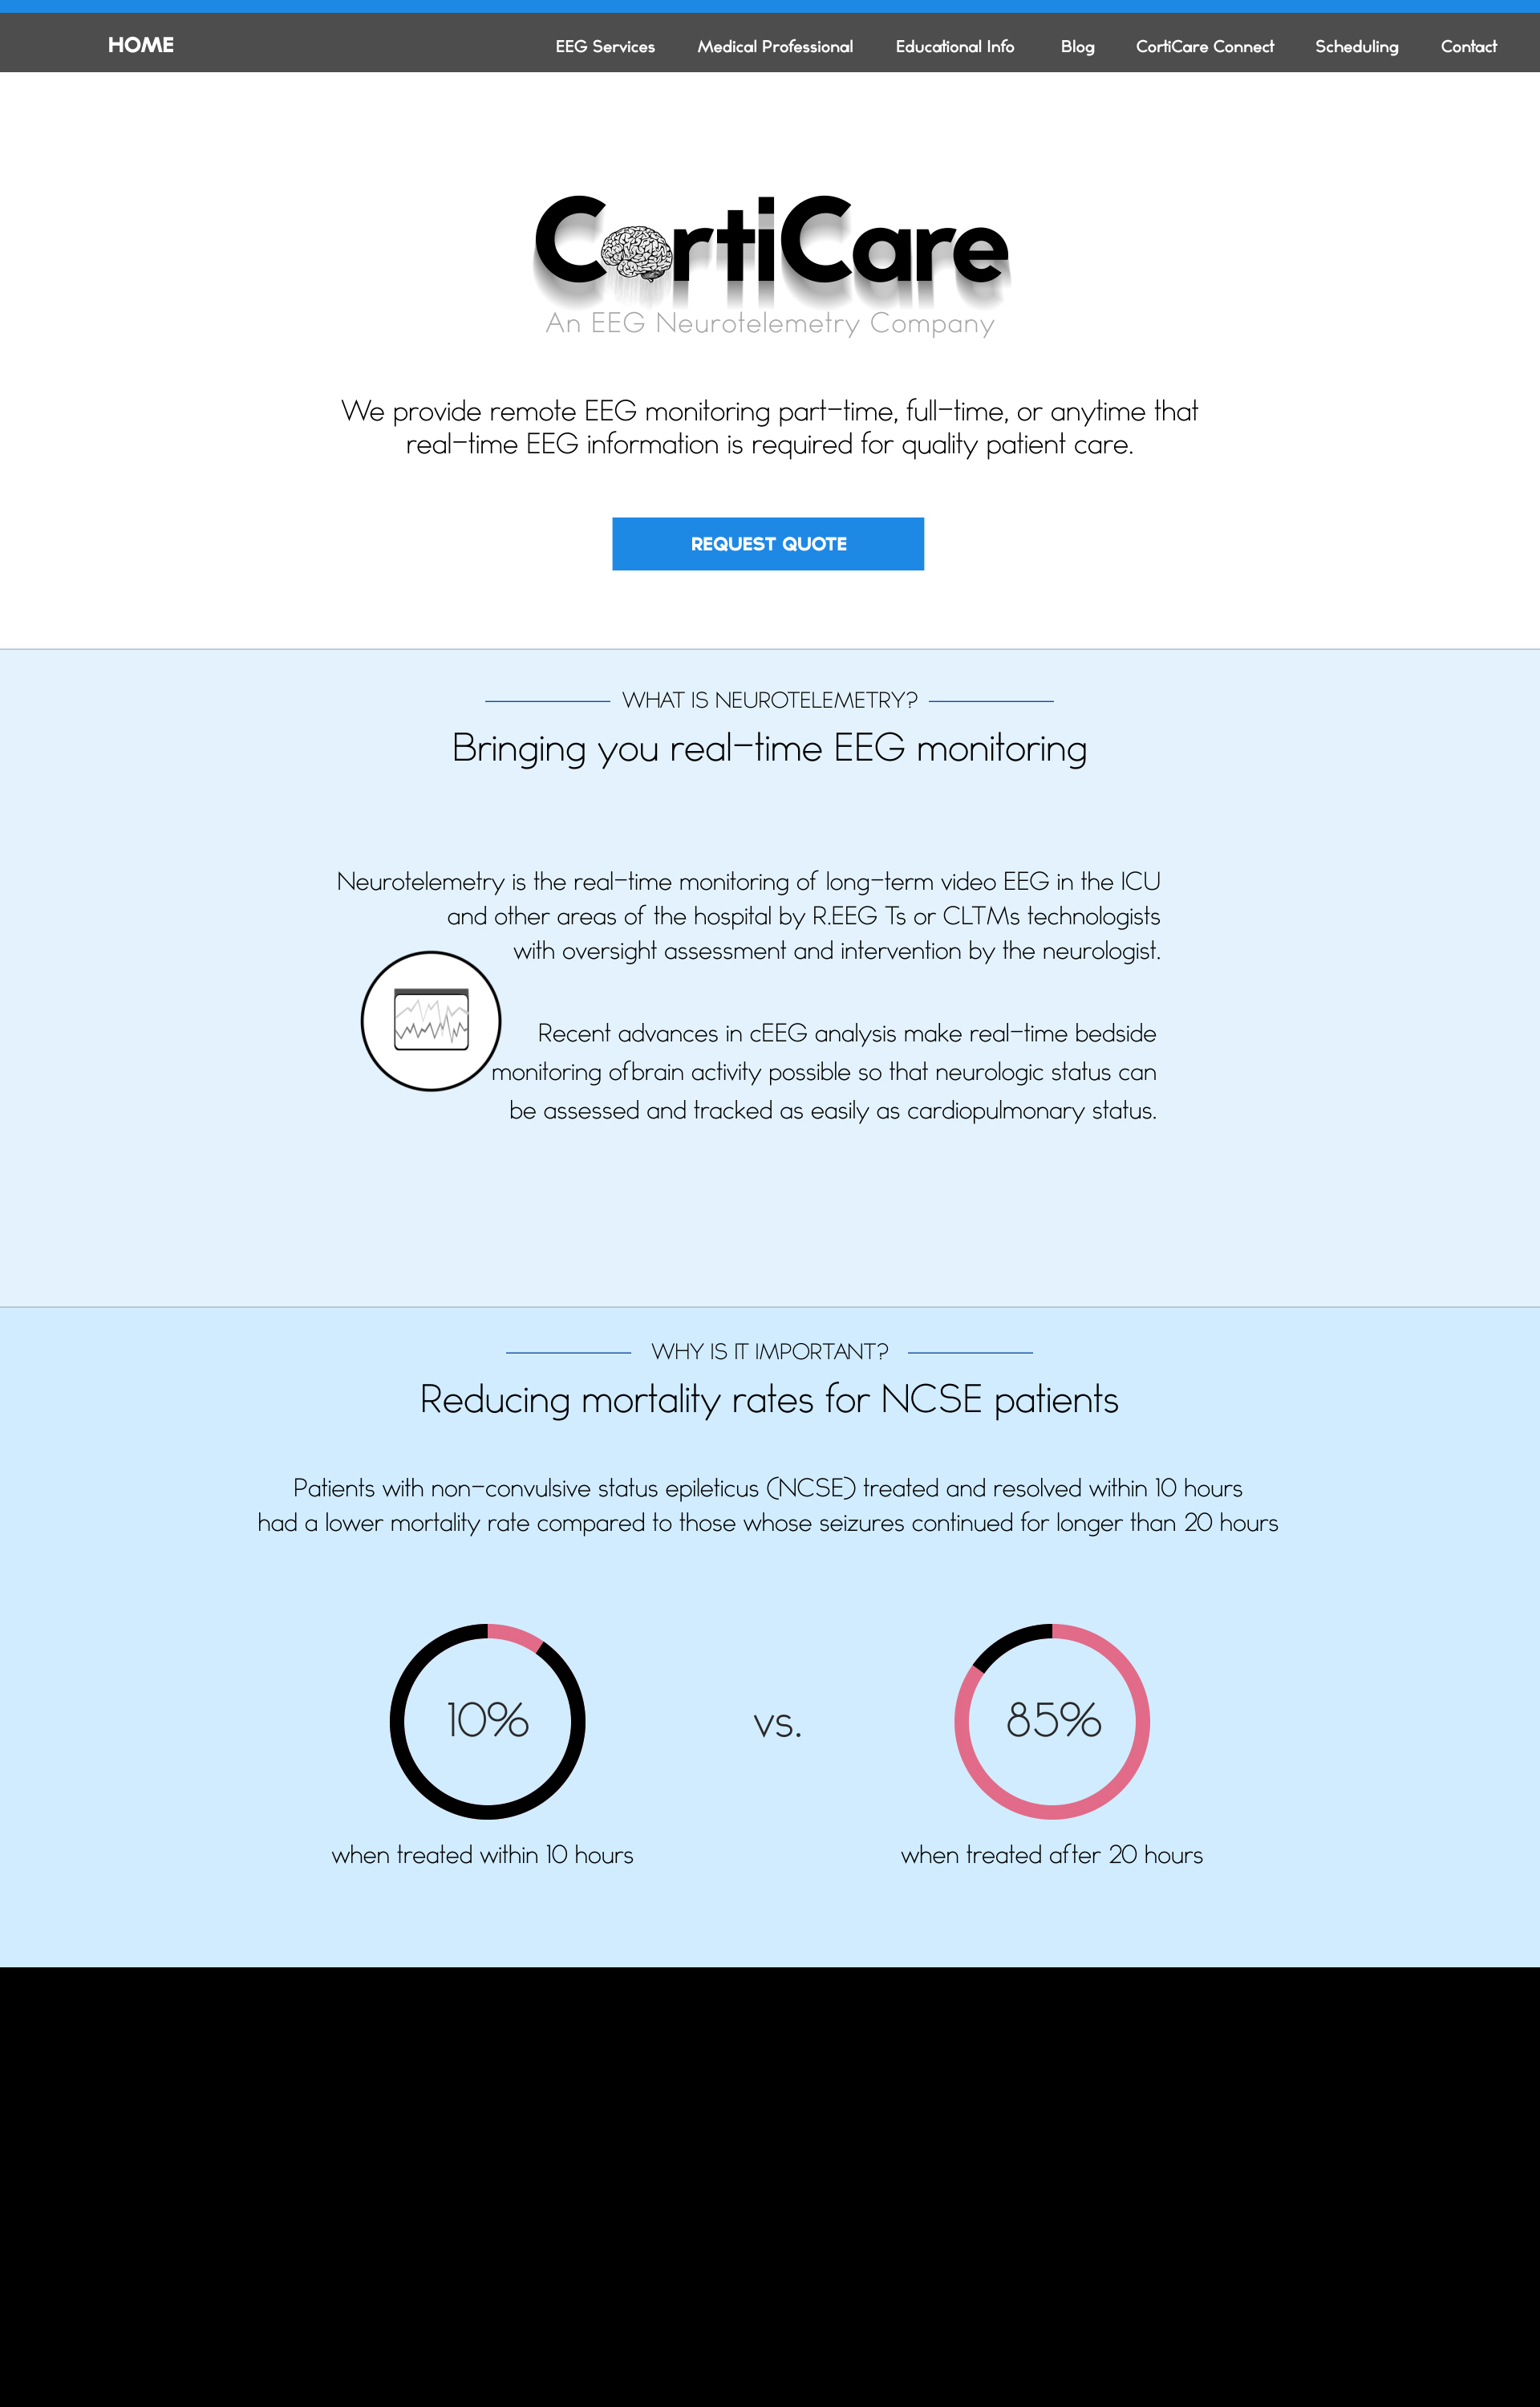 HOME
EEG Services
Medical Professional
Educational Info
Blog
CortiCare Connect
Scheduling
Contact
CortiCare
An EEG Neurotelemetry Company
We provide remote EEG monitoring part-time, full-time, or anytime that
real-time EEG information is required for quality patient care.
REQUEST QUOTE
WHAT IS NEUROTELEMETRY?
Bringing you real-time EEG monitoring
Neurotelemetry is the real-time monitoring of long-term video EEG in the ICU
and other areas of the hospital by R.EEG Ts or CLTMs technologists
with oversight assessment and intervention by the neurologist.
Recent advances in cEEG analysis make real-time bedside
monitoring ofbrain activity possible so that neurologic status can
be assessed and tracked as easily as cardiopulmonary status.
WHY IS IT IMPORTANT?
Reducing mortality rates for NCSE patients
Patients with non-convulsive status epileticus (NCSE) treated and resolved within 10 hours
had a lower mortality rate compared to those whose seizures continued for longer than 20 hours
10%
vs.
85%
when treated within 10 hours
when treated after 20 hours